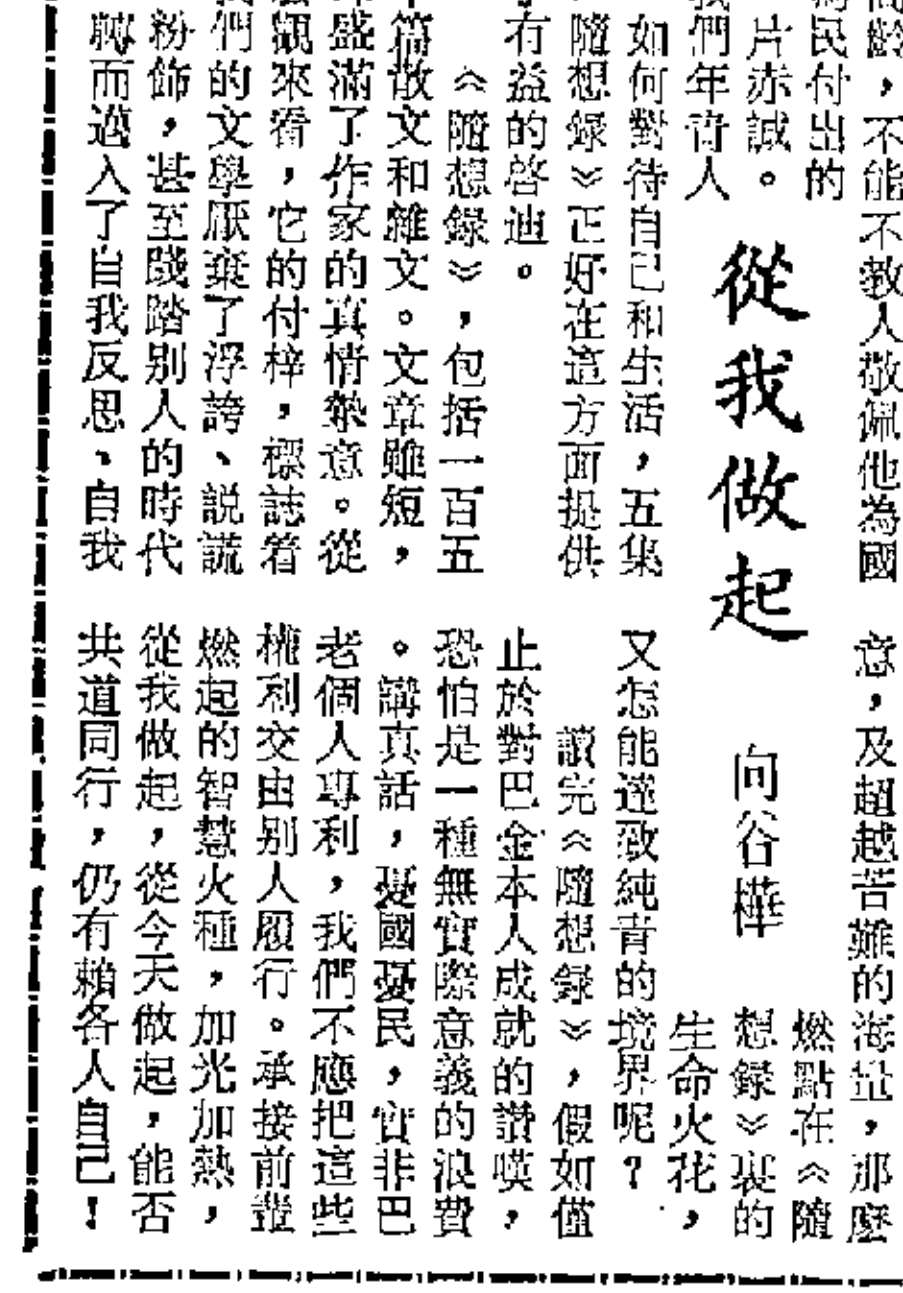 從我做起
向谷樺
齡，不能不教人敬佩他為國
民付出的
片赤誠。
們年青人
如何對待自己和生活，五集
隨想錄》正好在這方面提供
有益的啓迪。
《隨想錄》，包括一百五
篇散文和雜文。文章雖短，
盛滿了作家的真情摯意。從
觀來看，它的付梓，標誌着
們的文學厭棄了浮誇、説謊
粉飾，甚至踐踏别人的時代
轉而邁入了自我反思、自我
意，及超越苦難的海量，那麼
燃點在《隨
想錄》裏的
生命火花，
又怎能達致純青的境界呢？
讀完《隨想錄》，假如僅
止於對巴金本人成就的讚嘆，
恐怕是一種無實際意義的浪費
。講真話，憂國憂民，實非巴
老個人專利，我們不應把這些
權利交由别人履行。承接前輩
燃起的智慧火種，加光加熱，
從我做起，從今天做起，能否
共道同行，仍有賴各人自己！